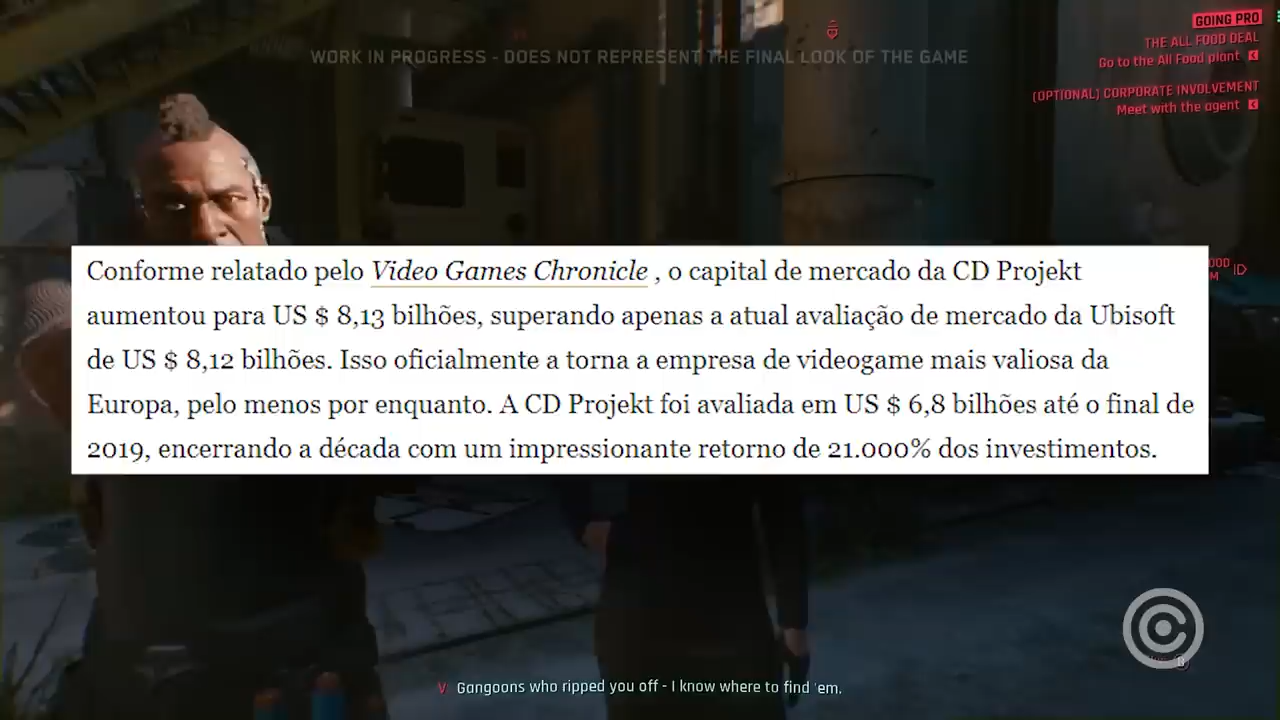 GOING PRO
THE ALL FOOD DEAL
Go to the All Food plant
WORK IN PROGRESS - DOES NOT REPRESENT THE FINAL LOOK OF THE GAME
(OPTIONAL) CORPORATE INVOLVEMENT
Meet with the agent
Conforme relatado pelo Video Games Chronicle , o capital de mercado da CD Projekt
aumentou para US $ 8,13 bilhões, superando apenas a atual avaliação de mercado da Ubisoft
de US $ 8,12 bilhões. Isso oficialmente a torna a empresa de videogame mais valiosa da
Europa, pelo menos por enquanto. A CD Projekt foi avaliada em US $ 6,8 bilhões até o final de
2019, encerrando a década com um impressionante retorno de 21.000% dos investimentos.
V Gangoons who ripped you off - I know where to find 'em.